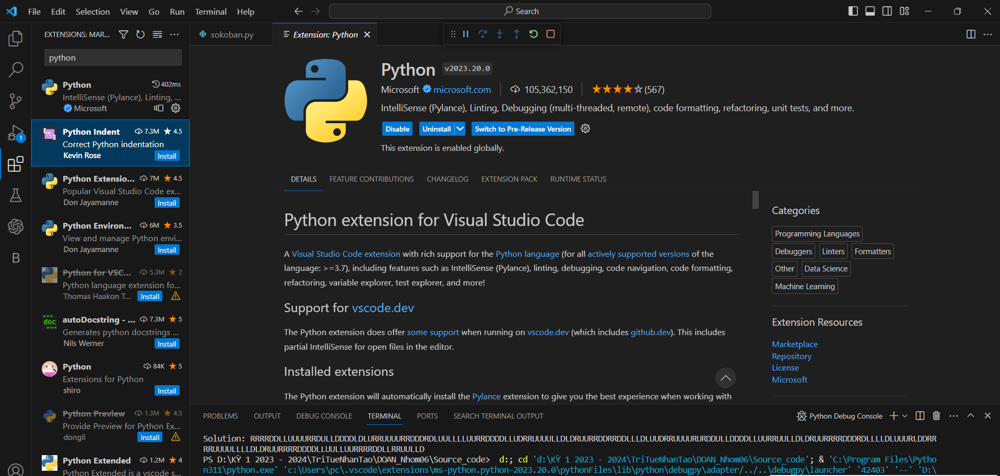 File Edit Selection View Go Run Terminal Help
Search
EXTENSIONS: MAR...
sokoban.py
Extension: Python
python
Python 402ms
IntelliSense (Pylance), Linting, ...
Microsoft
Python Indent 7.3M 4.5
Correct Python indentation
Kevin Rose Install
Python Extensio... 7M 4.5
Popular Visual Studio Code ex...
Don Jayamanne Install
Python Environ... 6M 3.5
View and manage Python envi...
Don Jayamanne Install
Python for VSC... 5.3M 2
Python language extension fo...
Thomas Haakon T... Install
autoDocstring - ... 7.3M 5
Generates python docstrings ...
Nils Werner Install
Python 84K 5
Extensions for Python
shiro Install
Python Preview 1.3M 4.5
Provide Preview for Python Ex...
dongli Install
Python Extended 1.2M 4
Python Extended is a vscode s...
1
B
Python v2023.20.0
Microsoft microsoft.com 105,362,150 (567)
IntelliSense (Pylance), Linting, Debugging (multi-threaded, remote), code formatting, refactoring, unit tests, and more.
Disable Uninstall Switch to Pre-Release Version
This extension is enabled globally.
DETAILS FEATURE CONTRIBUTIONS CHANGELOG EXTENSION PACK RUNTIME STATUS
Python extension for Visual Studio Code
A Visual Studio Code extension with rich support for the Python language (for all actively supported versions of the
language: >=3.7), including features such as IntelliSense (Pylance), linting, debugging, code navigation, code formatting,
refactoring, variable explorer, test explorer, and more!
Support for vscode.dev
The Python extension does offer some support when running on vscode.dev (which includes github.dev). This includes
partial IntelliSense for open files in the editor.
Installed extensions
The Python extension will automatically install the Pylance extension to give you the best experience when working with
Categories
Programming Languages
Debuggers Linters Formatters
Other Data Science
Machine Learning
Extension Resources
Marketplace
Repository
License
Microsoft
PROBLEMS OUTPUT DEBUG CONSOLE TERMINAL PORTS SEARCH TERMINAL OUTPUT
Python Debug Console
Solution: RRRRDDLLUUUURRDULLDDDDLDLURRUUUURRDDDRDLUULLLLUURRDDDDLLUDRRUUUULLDLDRUURRDDRRDDLLLDLUUDRRUUUURURDDULLDDDDLLUURRUULLDLDRUURRRRDDDRDLLLLDLUUURLDDRR
RRUUUULLLLDLDRUURRRRDDDDLLUULLUURRRRDDLLRRUULLD
PS D:\KỲ 1 2023 - 2024\TriTueNhanTao\DOAN_Nhom06\Source_code> d:; cd 'd:\KỲ 1 2023 - 2024\TriTueNhanTao\DOAN_Nhom06\Source_code'; & 'C:\Program Files\Pytho
n311\python.exe' 'c:\Users\pc\.vscode\extensions\ms-python.python-2023.20.0\pythonFiles\lib\python\debugpy\adapter/../..\debugpy\launcher' '42403' '--' 'D:\